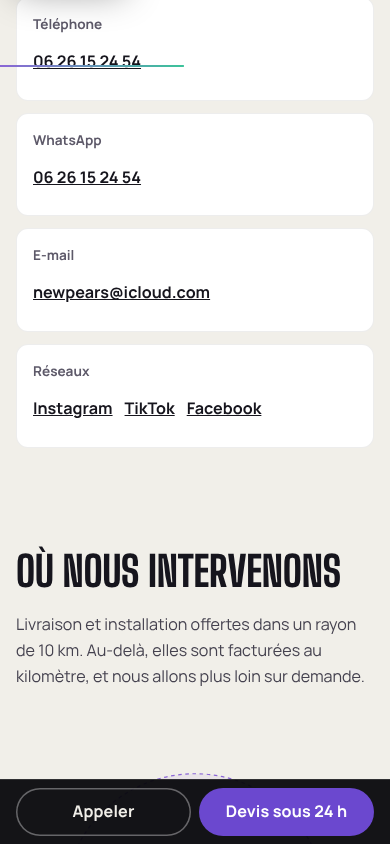 Téléphone
06 26 15 24 54
WhatsApp
06 26 15 24 54
E-mail
newpears@icloud.com
Réseaux
Instagram TikTok Facebook
OÙ NOUS INTERVENONS
Livraison et installation offertes dans un rayon
de 10 km. Au-delà, elles sont facturées au
kilomètre, et nous allons plus loin sur demande.
Appeler Devis sous 24 h